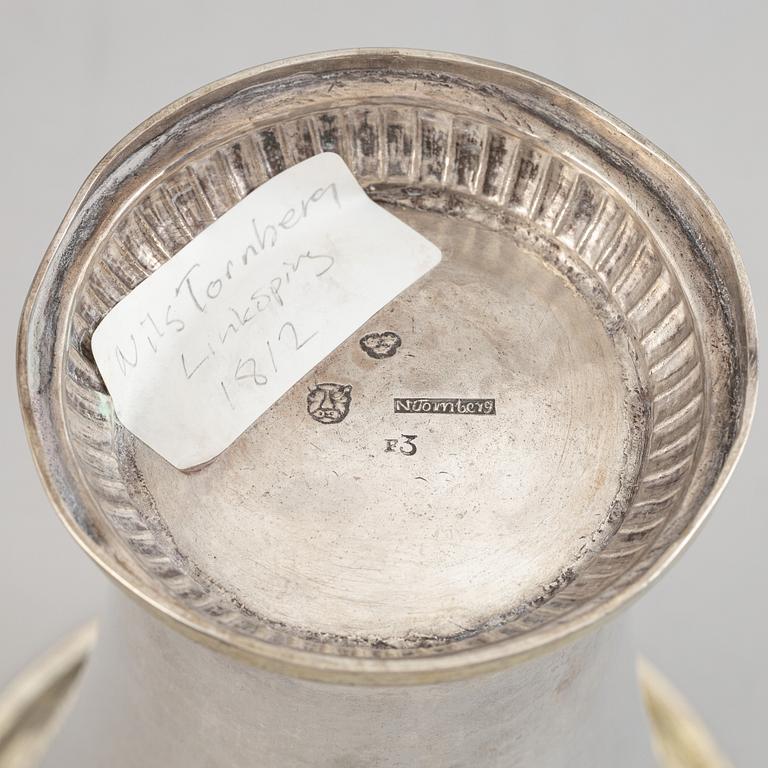 Nils Tornberg
Linköping
1812
NTornberg
F3